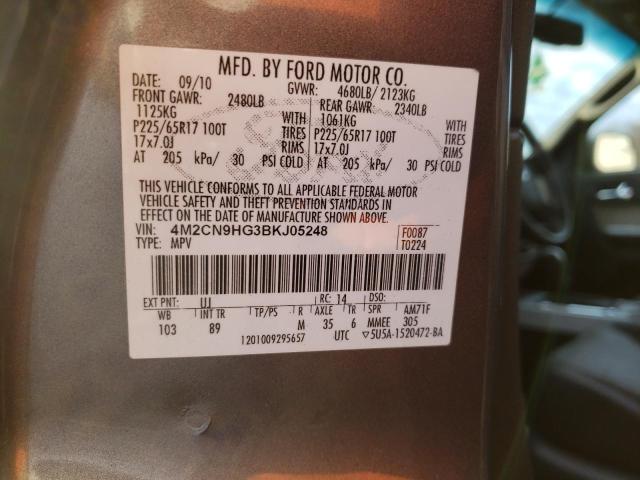 MFD. BY FORD MOTOR CO.
DATE: 09/10 GVWR: 4680LB/ 2123KG
FRONT GAWR: 2480LB REAR GAWR: 2340LB
1125KG WITH 1061KG WITH
P225/65R17 100T TIRES P225/65R17 100T TIRES
17x7.0J RIMS 17x7.0J RIMS
AT 205 kPa/ 30 PSI COLD AT 205 kPa/ 30 PSI COLD
THIS VEHICLE CONFORMS TO ALL APPLICABLE FEDERAL MOTOR
VEHICLE SAFETY AND THEFT PREVENTION STANDARDS IN
EFFECT ON THE DATE OF MANUFACTURE SHOWN ABOVE.
VIN: 4M2CN9HG3BKJ05248 F0087
TYPE: MPV T0224
EXT PNT: UJ RC: 14 DSO:
WB INT TR TP/PS R AXLE TR SPR AM71F
103 89 M 35 6 MMEE 305
1201009295657 UTC ▽5U5A-1520472-BA